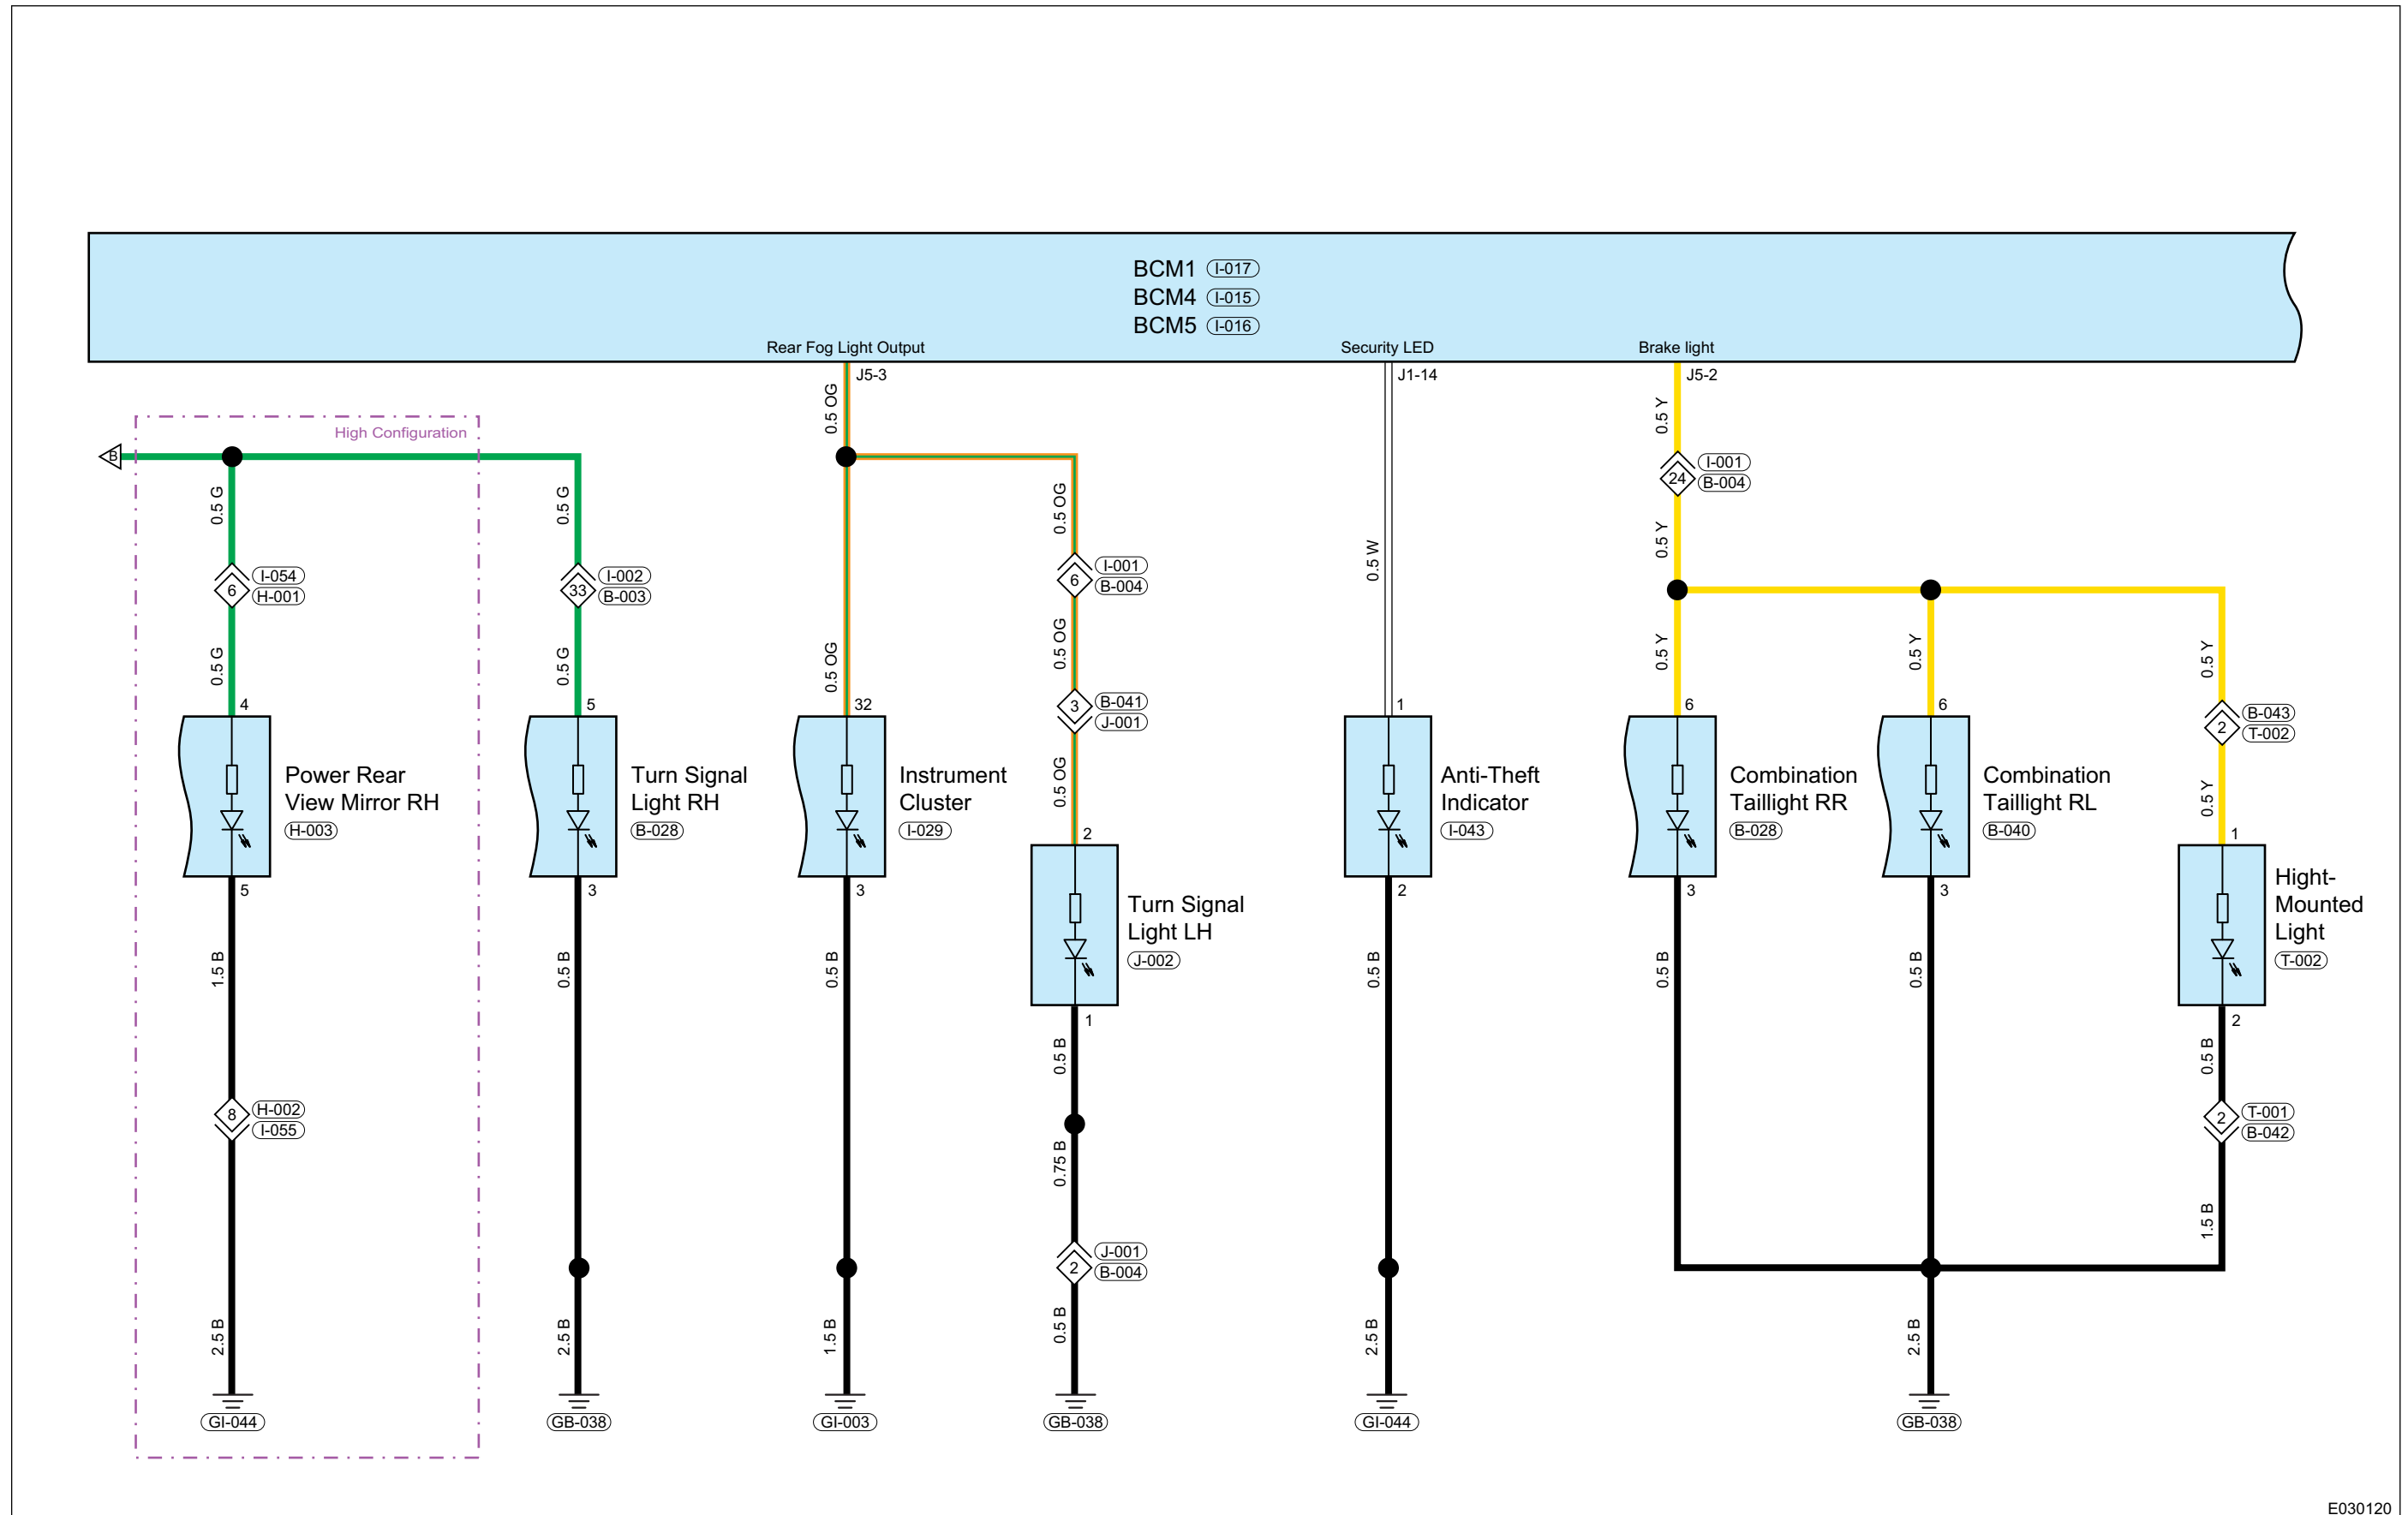 BCM1 I-017
BCM4 I-015
BCM5 I-016
Rear Fog Light Output
Security LED
Brake light
J5-3
J1-14
J5-2
0.5 OG
0.5 Y
High Configuration
B
I-001
24
B-004
0.5 G
0.5 G
0.5 OG
0.5 W
0.5 Y
I-054
6
H-001
I-002
33
B-003
I-001
6
B-004
0.5 G
0.5 G
0.5 OG
0.5 OG
0.5 Y
0.5 Y
0.5 Y
4
5
32
B-041
3
J-001
1
6
6
B-043
2
T-002
Power Rear
View Mirror RH
H-003
Turn Signal
Light RH
B-028
Instrument
Cluster
I-029
0.5 OG
Anti-Theft
Indicator
I-043
Combination
Taillight RR
B-028
Combination
Taillight RL
B-040
0.5 Y
2
1
5
3
3
2
3
3
Turn Signal
Light LH
J-002
Hight-
Mounted
Light
T-002
1.5 B
0.5 B
0.5 B
0.5 B
0.5 B
0.5 B
1
2
0.5 B
0.5 B
H-002
8
I-055
T-001
2
B-042
0.75 B
1.5 B
J-001
2
B-004
2.5 B
2.5 B
1.5 B
0.5 B
2.5 B
2.5 B
GI-044
GB-038
GI-003
GB-038
GI-044
GB-038
E030120